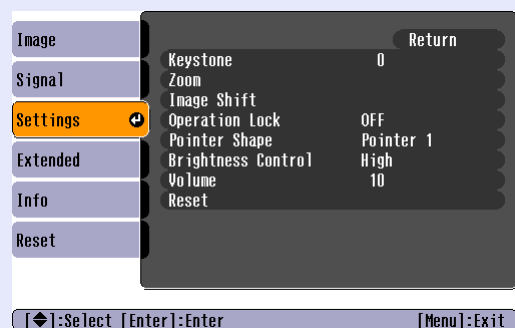 Image
Signal
Settings
Extended
Info
Reset
Return
Keystone 0
Zoom
Image Shift
Operation Lock OFF
Pointer Shape Pointer 1
Brightness Control High
Volume 10
Reset
[◆]:Select [Enter]:Enter [Menu]:Exit